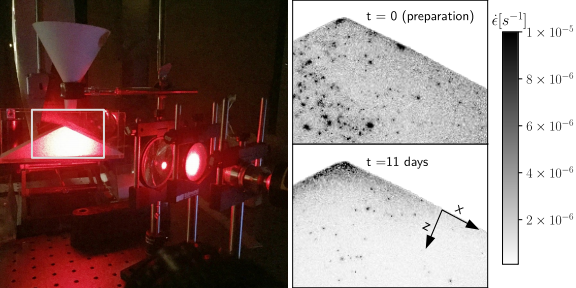 t = 0 (preparation)
t =11 days
x
z
ε̇[s⁻¹]
1 × 10⁻⁵
8 × 10⁻⁶
6 × 10⁻⁶
4 × 10⁻⁶
2 × 10⁻⁶